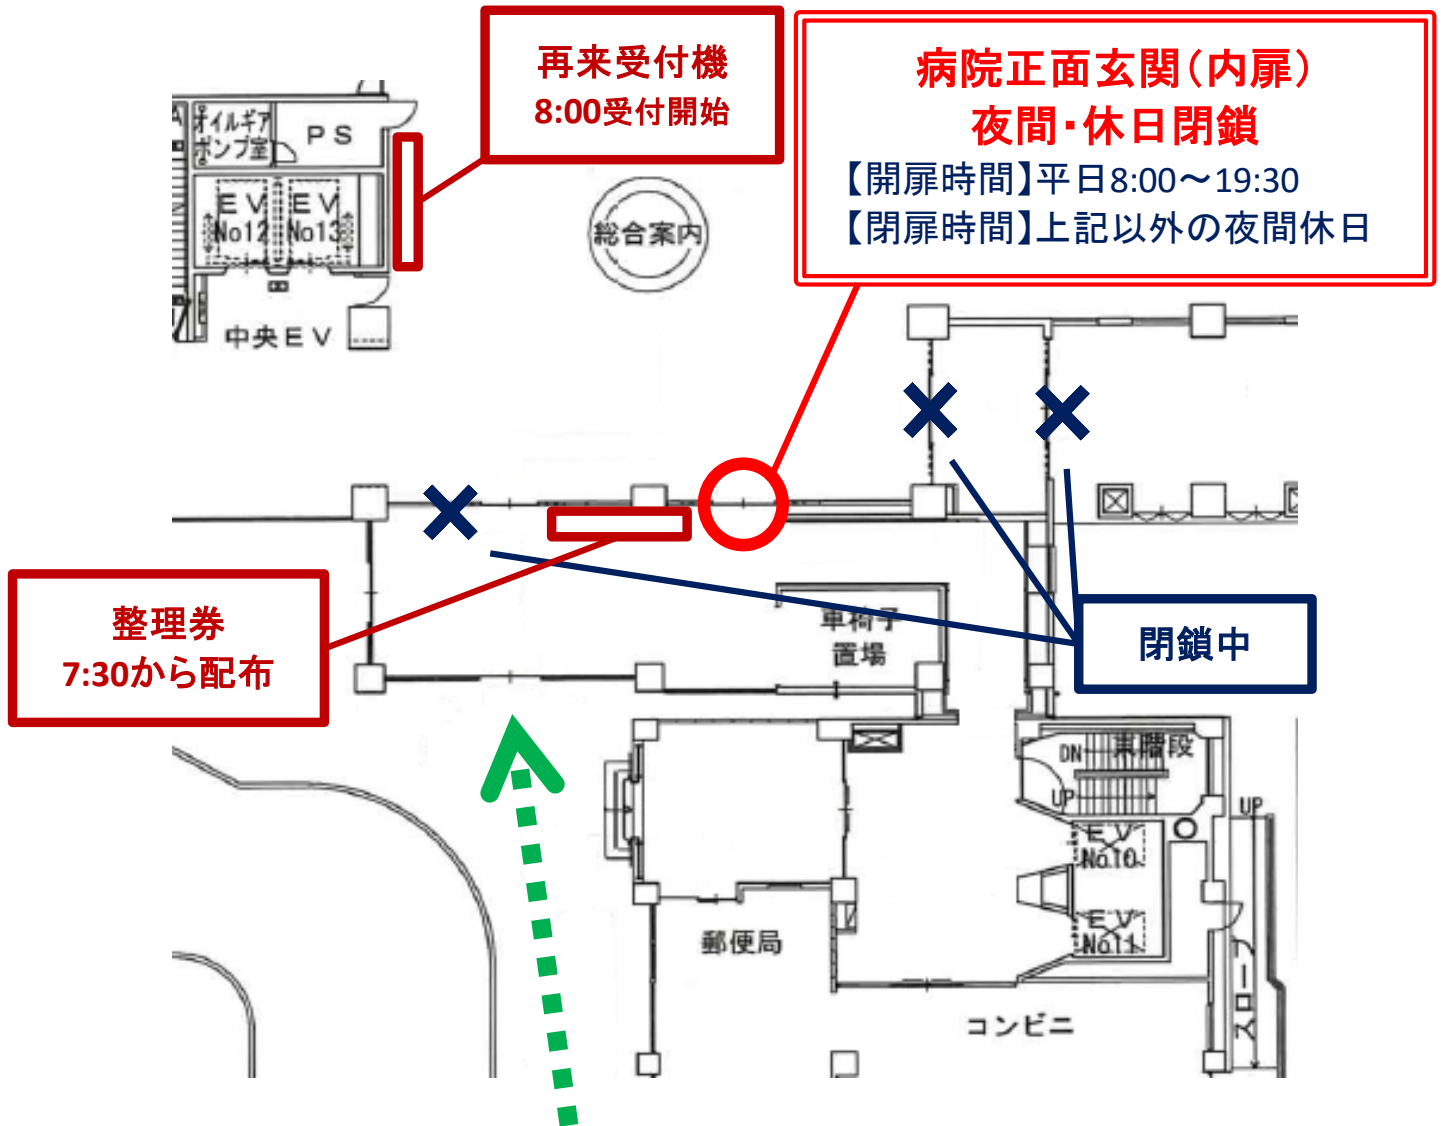 再来受付機
8:00受付開始
病院正面玄関（内扉）
夜間・休日閉鎖
【開扉時間】平日8:00～19:30
【閉扉時間】上記以外の夜間休日
オイルギア
ポンプ室
ＰＳ
ＥＶ
No12
ＥＶ
No13
総合案内
中央ＥＶ
整理券
7:30から配布
車椅子
置場
閉鎖中
DN
東階段
UP
UP
ＥＶ
No10
ＥＶ
No11
郵便局
コンビニ